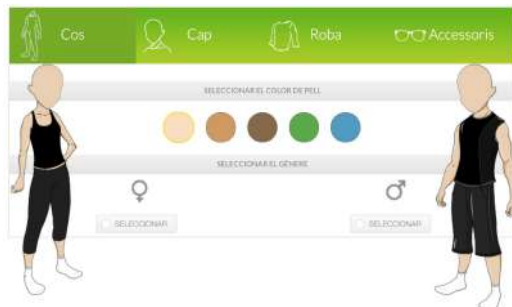 Cos Cap Roba Accessoris
SELECCIONAR EL COLOR DE PELL
SELECCIONAR EL GÈNERE
SELECCIONAR SELECCIONAR